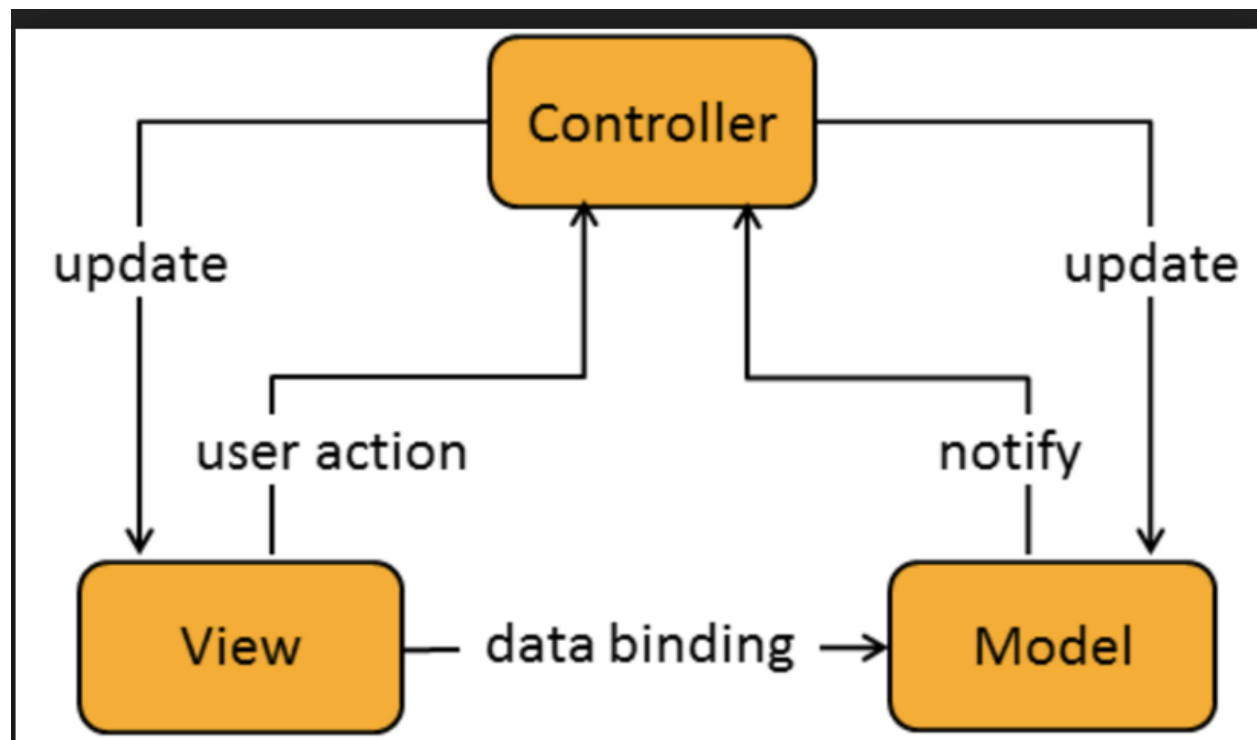 Controller
update
update
user action
notify
View
data binding
Model